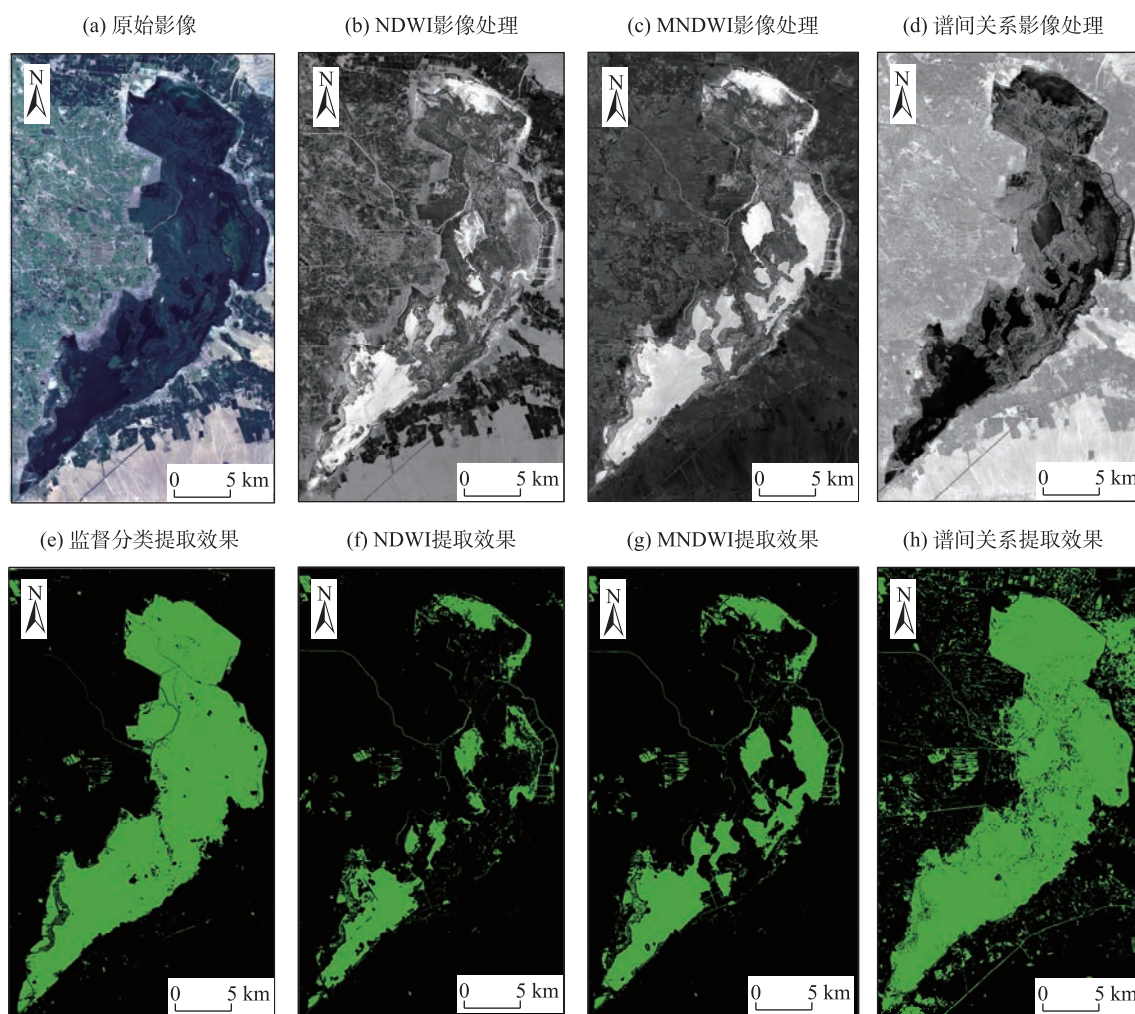 (a) 原始影像
(b) NDWI影像处理
(c) MNDWI影像处理
(d) 谱间关系影像处理
N
N
N
N
0 5 km
0 5 km
0 5 km
0 5 km
(e) 监督分类提取效果
(f) NDWI提取效果
(g) MNDWI提取效果
(h) 谱间关系提取效果
N
N
N
N
0 5 km
0 5 km
0 5 km
0 5 km